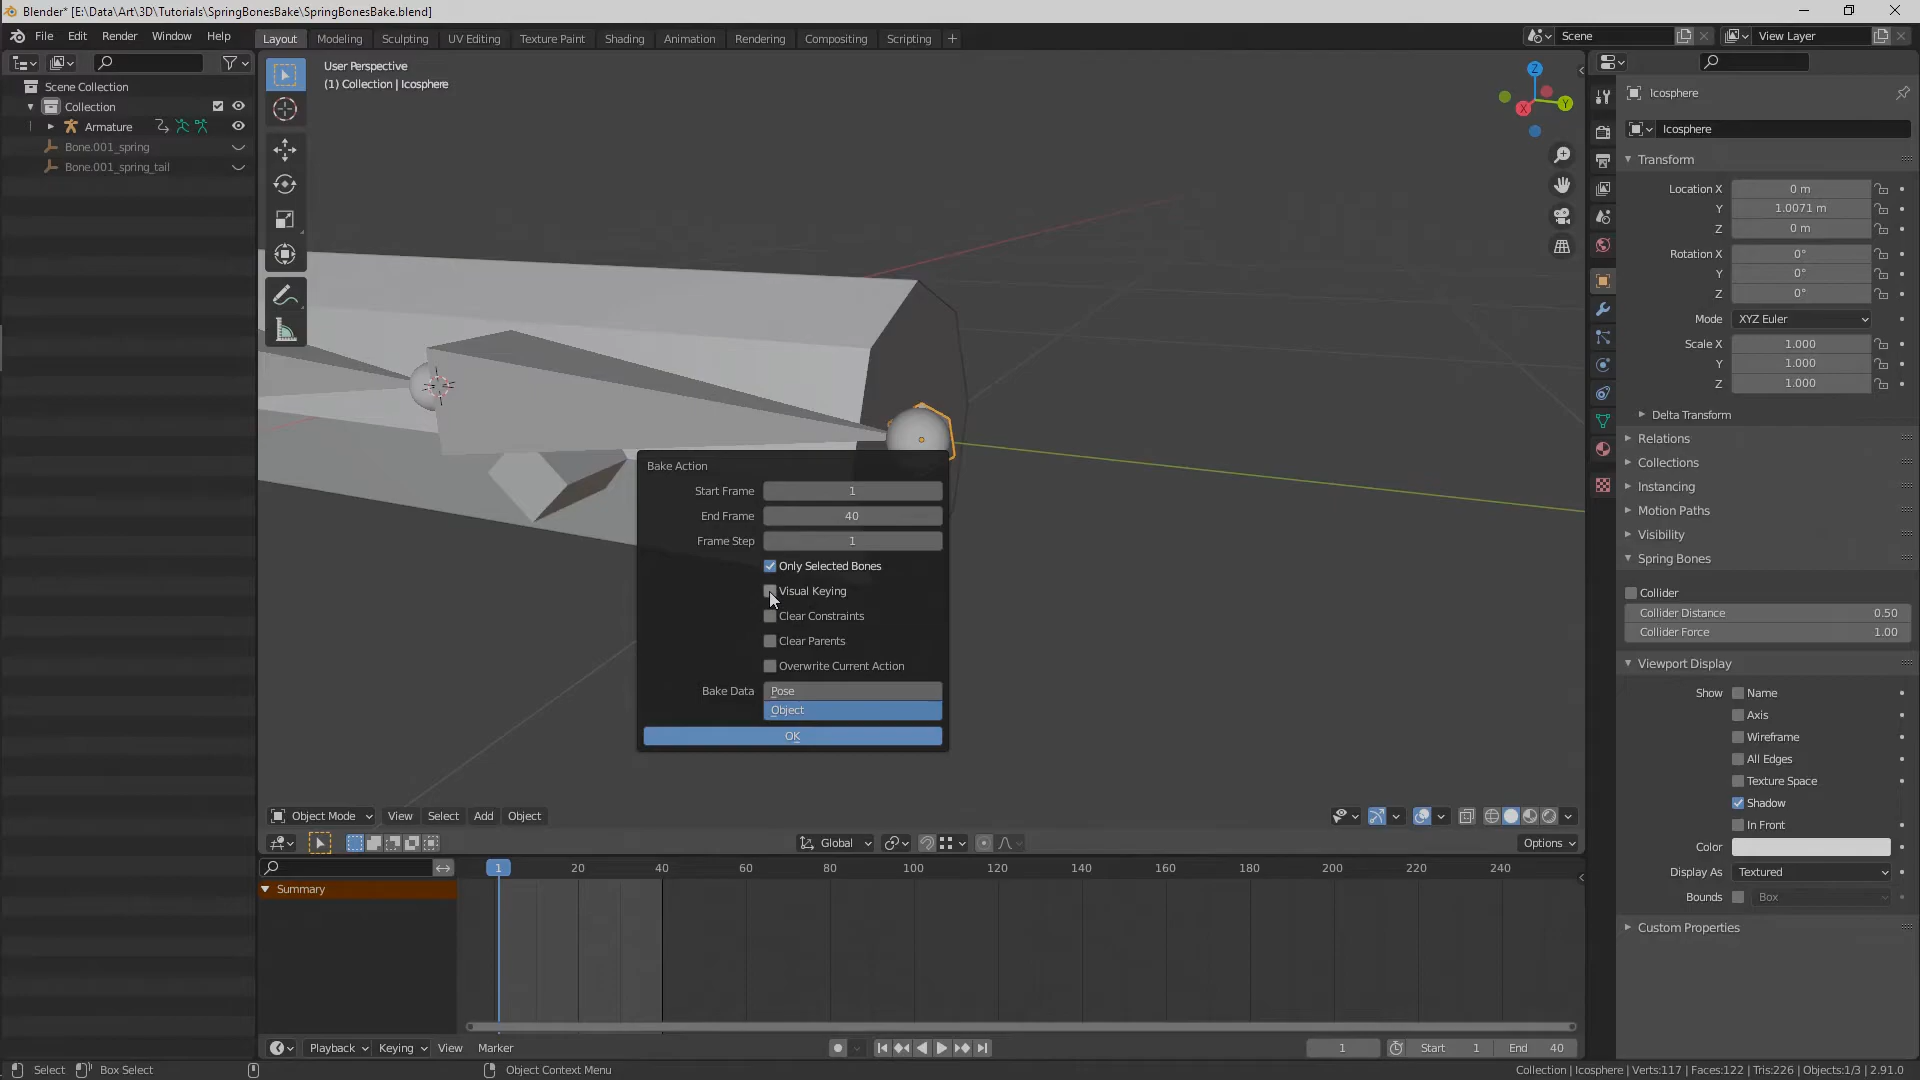 Blender* [E:\Data\Art\3D\Tutorials\SpringBonesBake\SpringBonesBake.blend]
File Edit Render Window Help Layout Modeling Sculpting UV Editing Texture Paint Shading Animation Rendering Compositing Scripting + Scene View Layer
User Perspective
(1) Collection | Icosphere
Scene Collection
Collection
Armature
Bone.001_spring
Bone.001_spring_tail
Z
Y
X
Bake Action
Start Frame 1
End Frame 40
Frame Step 1
Only Selected Bones
Visual Keying
Clear Constraints
Clear Parents
Overwrite Current Action
Bake Data Pose
Object
OK
Object Mode View Select Add Object
Global Options
Icosphere
Icosphere
Transform
Location X 0 m
Y 1.0071 m
Z 0 m
Rotation X 0°
Y 0°
Z 0°
Mode XYZ Euler
Scale X 1.000
Y 1.000
Z 1.000
Delta Transform
Relations
Collections
Instancing
Motion Paths
Visibility
Spring Bones
Collider
Collider Distance 0.50
Collider Force 1.00
Viewport Display
Show Name
Axis
Wireframe
All Edges
Texture Space
Shadow
In Front
Color
Display As Textured
Bounds Box
Custom Properties
1 20 40 60 80 100 120 140 160 180 200 220 240
Summary
Playback Keying View Marker 1 Start 1 End 40
Select Box Select Object Context Menu Collection | Icosphere | Verts:117 | Faces:122 | Tris:226 | Objects:1/3 | 2.91.0